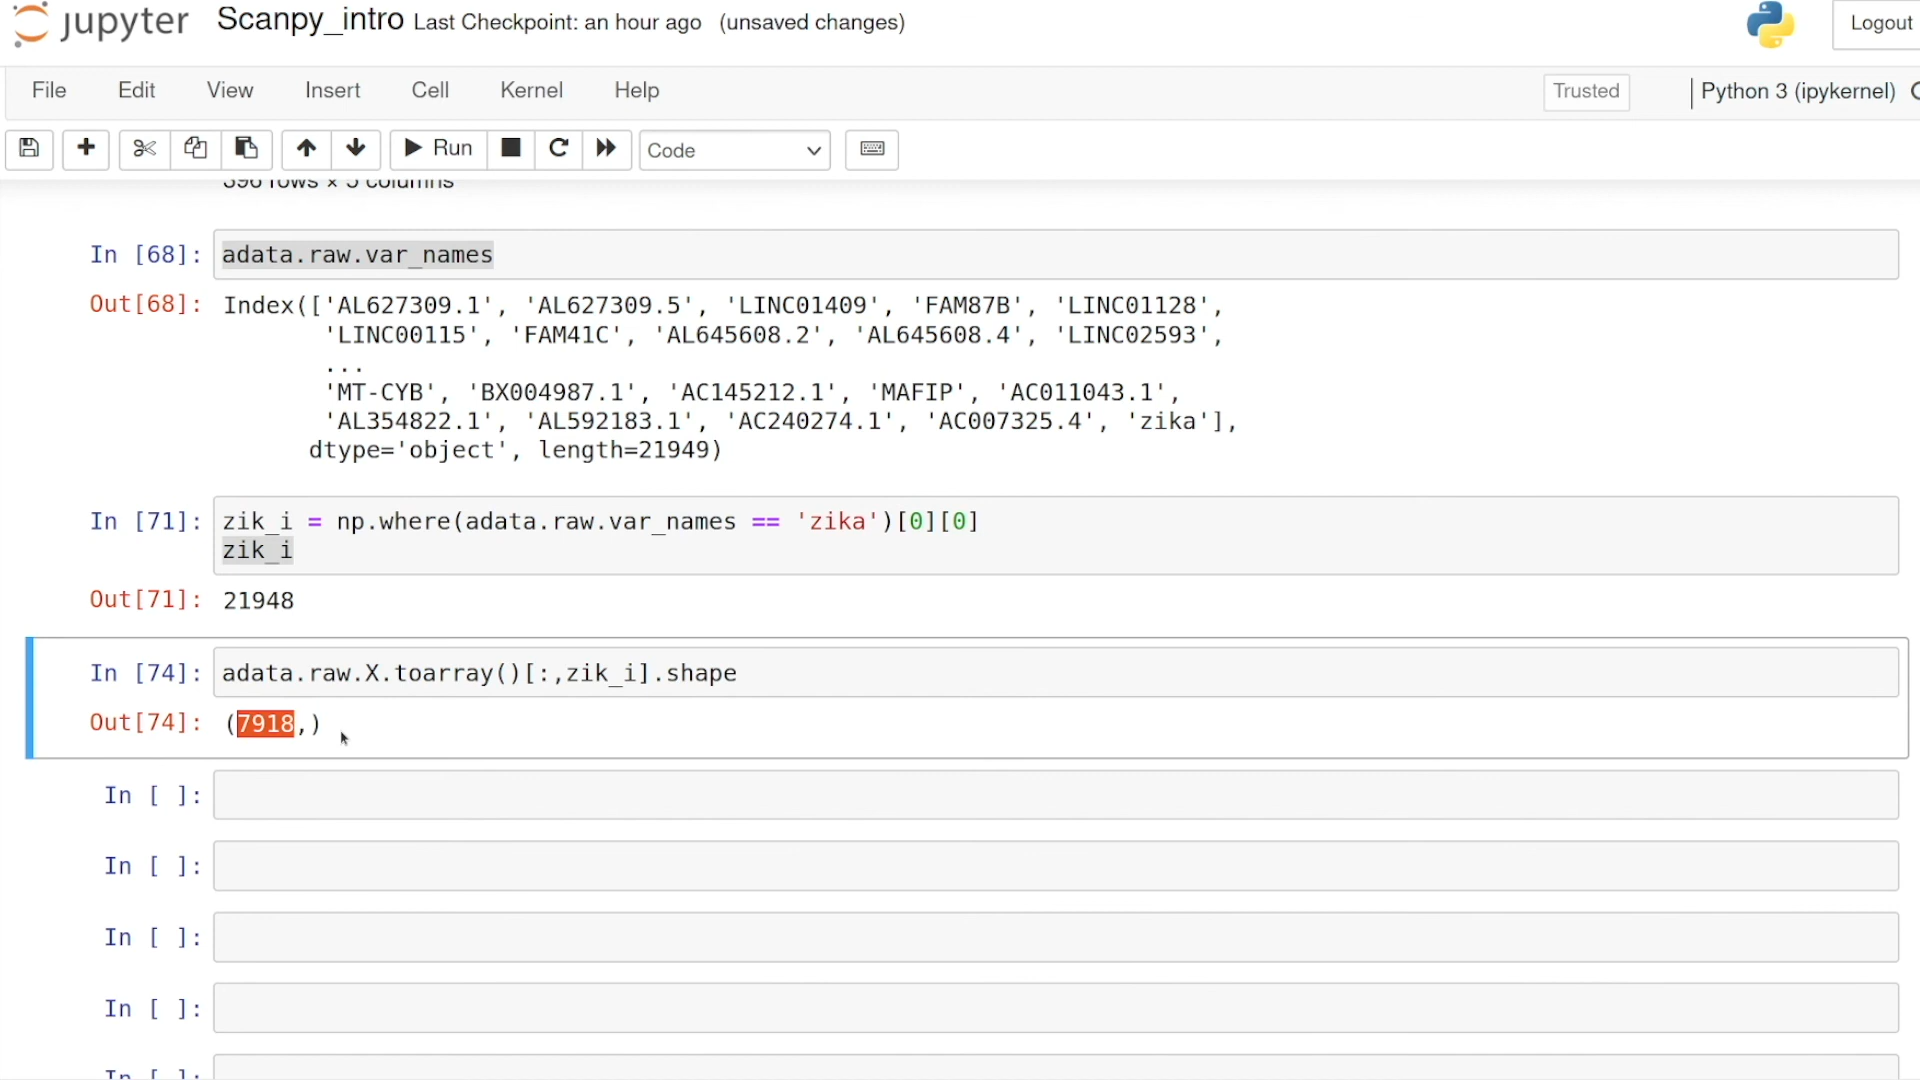 jupyter Scanpy_intro Last Checkpoint: an hour ago (unsaved changes) Logout
File Edit View Insert Cell Kernel Help Trusted Python 3 (ipykernel)
Run Code
396 rows × 5 columns
In [68]: adata.raw.var_names
Out[68]: Index(['AL627309.1', 'AL627309.5', 'LINC01409', 'FAM87B', 'LINC01128',
'LINC00115', 'FAM41C', 'AL645608.2', 'AL645608.4', 'LINC02593',
...
'MT-CYB', 'BX004987.1', 'AC145212.1', 'MAFIP', 'AC011043.1',
'AL354822.1', 'AL592183.1', 'AC240274.1', 'AC007325.4', 'zika'],
dtype='object', length=21949)
In [71]: zik_i = np.where(adata.raw.var_names == 'zika')[0][0]
zik_i
Out[71]: 21948
In [74]: adata.raw.X.toarray()[:,zik_i].shape
Out[74]: (7918,)
In [ ]:
In [ ]:
In [ ]:
In [ ]:
In [ ]: